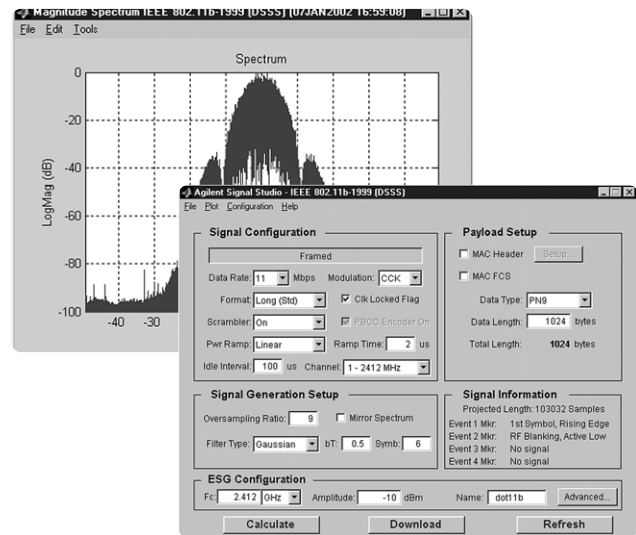 Magnitude Spectrum IEEE 802.11b-1999 (DSSS) (07JAN2002 16:59:08)
File Edit Tools
Spectrum
0
-20
-40
-60
-80
-100
LogMag (dB)
-40 -30
Agilent Signal Studio - IEEE 802.11b-1999 (DSSS)
File Plot Configuration Help
Signal Configuration
Framed
Data Rate: 11 Mbps Modulation: CCK
Format: Long (Std) Clk Locked Flag
Scrambler: On PBCC Encoder On
Pwr Ramp: Linear Ramp Time: 2 us
Idle Interval: 100 us Channel: 1 - 2412 MHz
Payload Setup
MAC Header Setup...
MAC FCS
Data Type: PN9
Data Length: 1024 bytes
Total Length: 1024 bytes
Signal Generation Setup
Oversampling Ratio: 9 Mirror Spectrum
Filter Type: Gaussian bT: 0.5 Symb: 6
Signal Information
Projected Length: 103032 Samples
Event 1 Mkr: 1st Symbol, Rising Edge
Event 2 Mkr: RF Blanking, Active Low
Event 3 Mkr: No signal
Event 4 Mkr: No signal
ESG Configuration
Fc: 2.412 GHz Amplitude: -10 dBm Name: dot11b Advanced...
Calculate Download Refresh